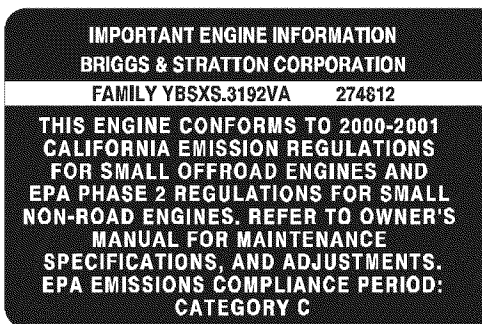 IMPORTANT ENGINE INFORMATION
BRIGGS & STRATTON CORPORATION
FAMILY YBSXS.3192VA 274812
THIS ENGINE CONFORMS TO 2000-2001
CALIFORNIA EMISSION REGULATIONS
FOR SMALL OFFROAD ENGINES AND
EPA PHASE 2 REGULATIONS FOR SMALL
NON-ROAD ENGINES. REFER TO OWNER'S
MANUAL FOR MAINTENANCE
SPECIFICATIONS, AND ADJUSTMENTS.
EPA EMISSIONS COMPLIANCE PERIOD:
CATEGORY C